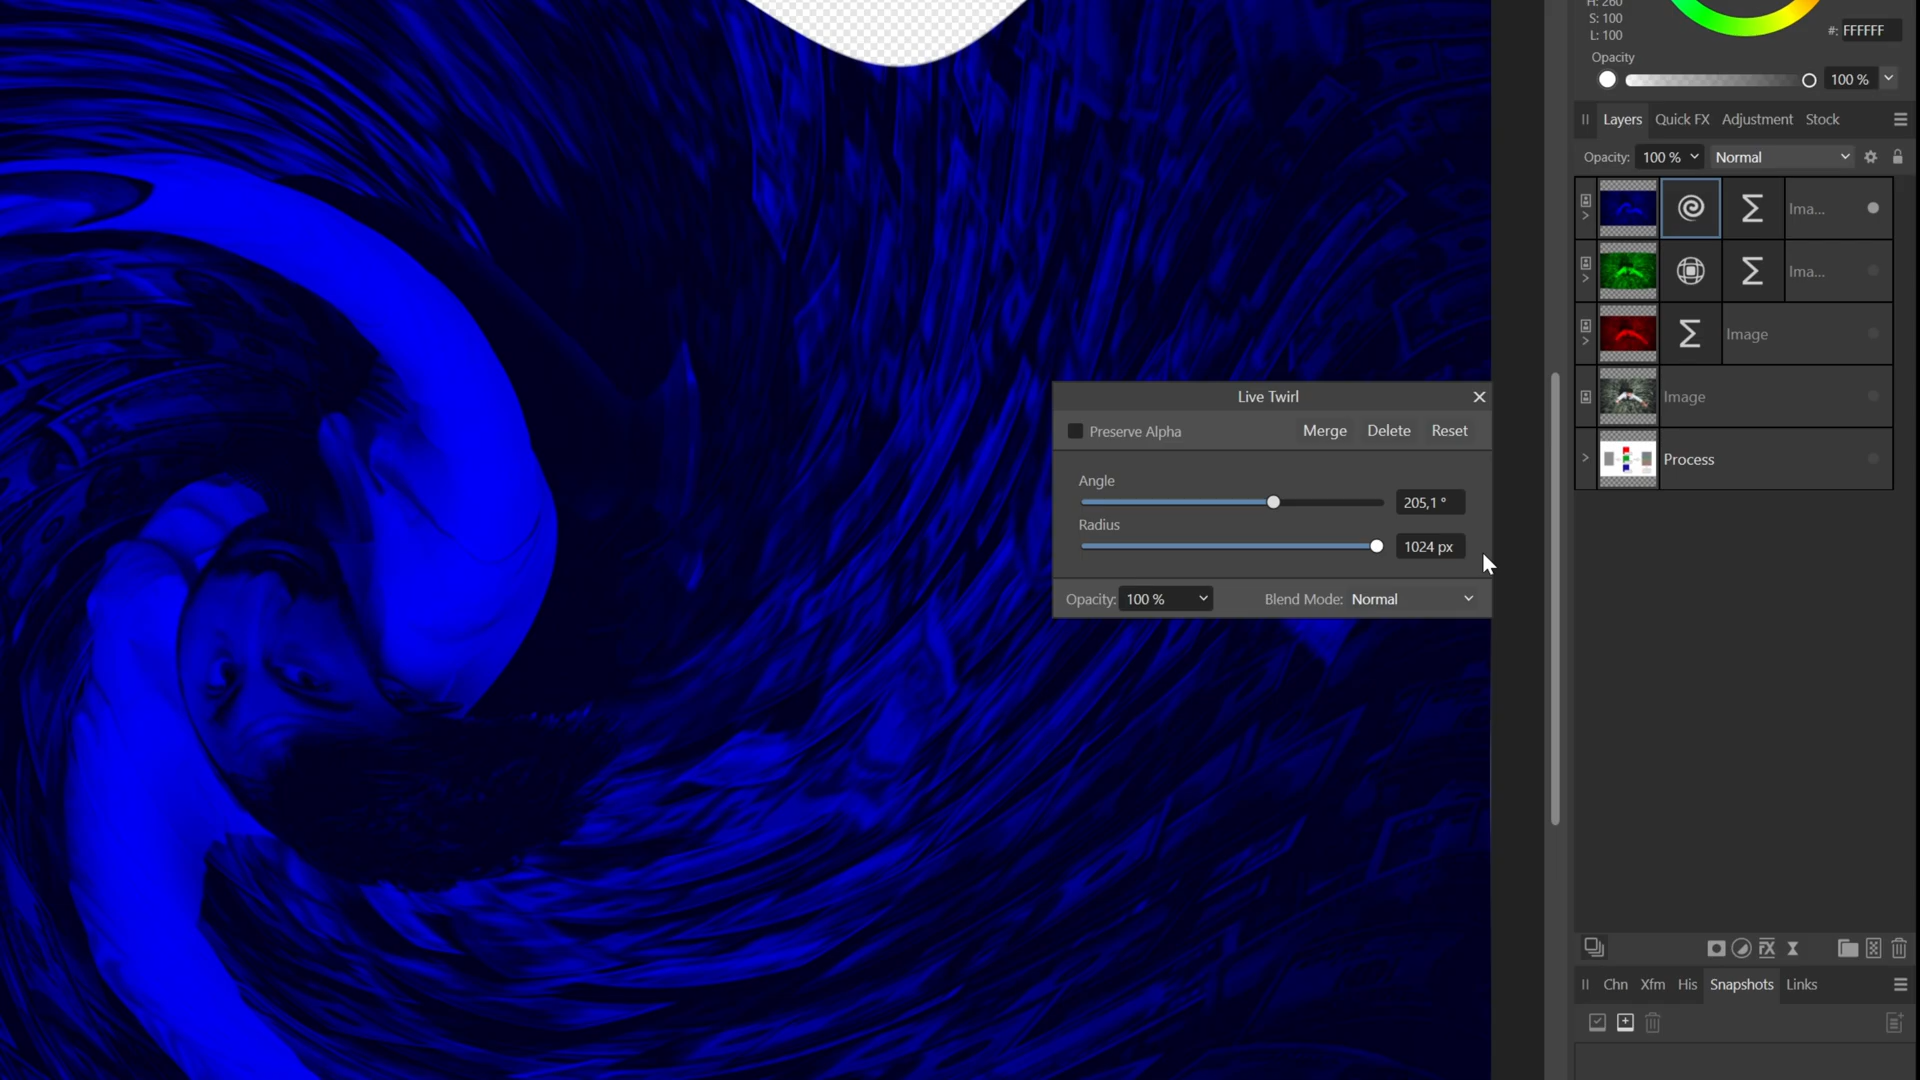 H: 260
S: 100
L: 100
#: FFFFFF
Opacity
100 %
Layers Quick FX Adjustment Stock
Opacity: 100 % Normal
Ima...
Ima...
Image
Image
Process
Live Twirl
Preserve Alpha Merge Delete Reset
Angle
205,1 °
Radius
1024 px
Opacity: 100 % Blend Mode: Normal
Chn Xfm His Snapshots Links